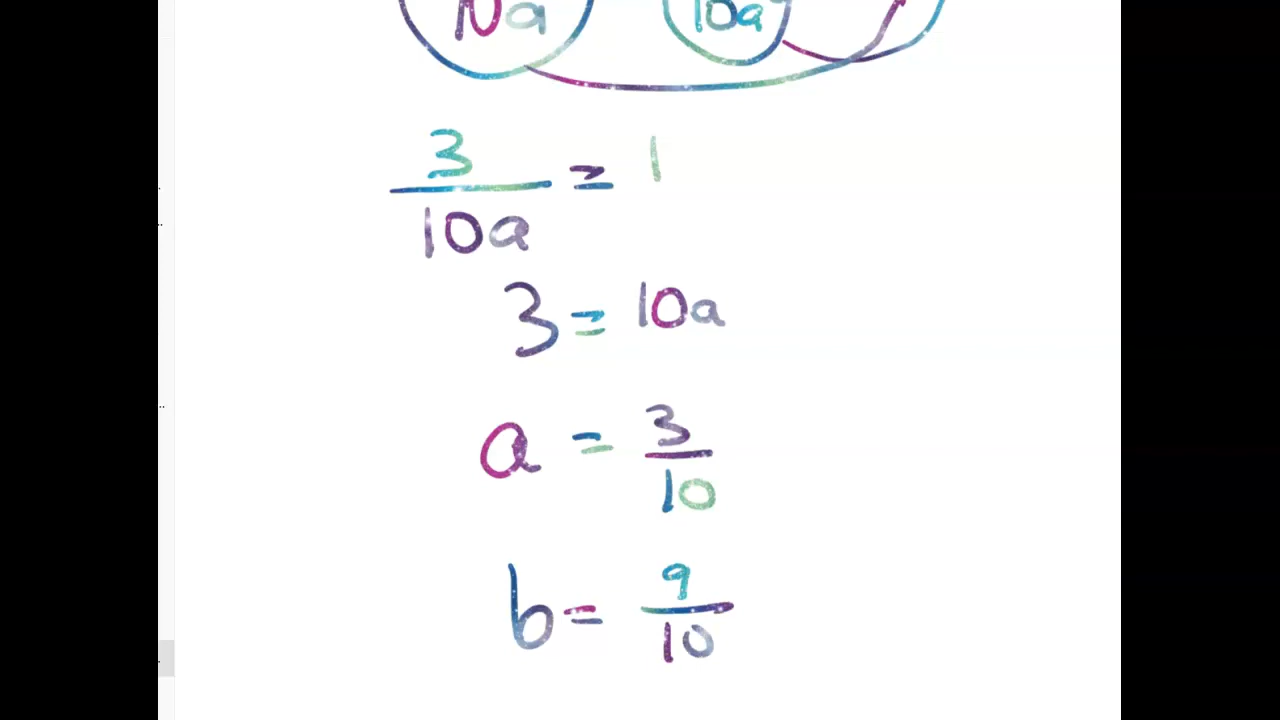 10a 10a
3/10a = 1
3 = 10a
a = 3/10
b = 9/10